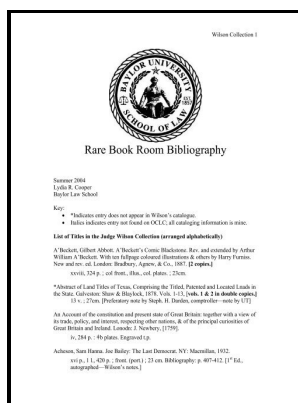 Wilson Collection 1
BAYLOR UNIVERSITY
SCHOOL OF LAW
Rare Book Room Bibliography
Summer 2004
Lydia R. Cooper
Baylor Law School
Key:
• *Indicates entry does not appear in Wilson's catalogue.
• Italics indicates entry not found on OCLC; all cataloging information is mine.
List of Titles in the Judge Wilson Collection (arranged alphabetically)
A'Beckett, Gilbert Abbott. A'Beckett's Comic Blackstone. Rev. and extended by Arthur
William A'Beckett. With ten fullpage coloured illustrations & others by Harry Furniss.
New and rev. ed. London: Bradbury, Agnew, & Co., 1887. [2 copies.]
xxviii, 324 p. ; col front., illus., col. plates. ; 23cm.
*Abstract of Land Titles of Texas, Comprising the Titled, Patented and Located Lands in
the State. Galveston: Shaw & Blaylock, 1878. Vols. 1-13, [vols. 1 & 2 in double copies.]
13 v. ; 27cm. [Preferatory note by Steph. H. Darden, comptroller--note by UT]
An Account of the constitution and present state of Great Britain: together with a view of
its trade, policy, and interest, respecting other nations, & of the principal curiosities of
Great Britain and Ireland. London: J. Newbery, [1759].
iv, 284 p. : 4b plates. Engraved t.p.
Acheson, Sam Hanna. Joe Bailey: The Last Democrat. NY: Macmillan, 1932.
xvi p., 1 l., 420 p. ; front. (port.) ; 23 cm. Bibliography: p. 407-412. [1st Ed.,
autographed--Wilson's notes.]